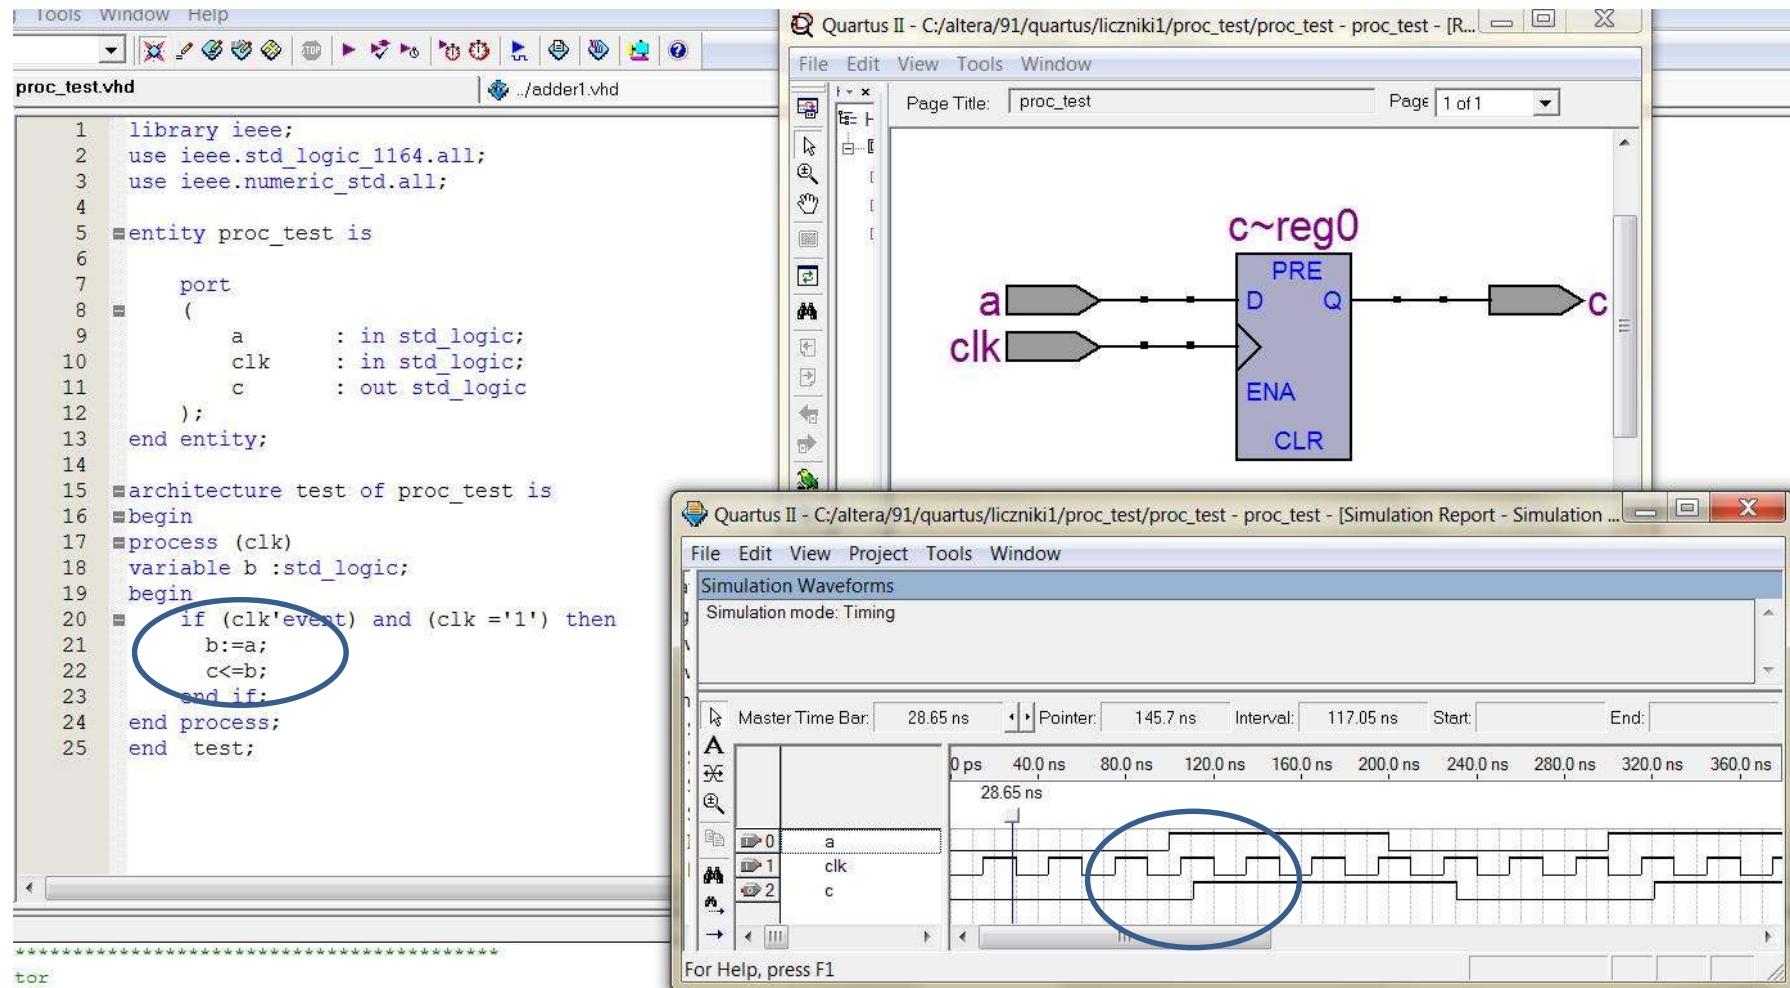 Tools Window Help
proc_test.vhd
../adder1.vhd
1 library ieee;
2 use ieee.std_logic_1164.all;
3 use ieee.numeric_std.all;
4
5 entity proc_test is
6
7 port
8 (
9 a : in std_logic;
10 clk : in std_logic;
11 c : out std_logic
12 );
13 end entity;
14
15 architecture test of proc_test is
16 begin
17 process (clk)
18 variable b :std_logic;
19 begin
20 if (clk'event) and (clk ='1') then
21 b:=a;
22 c<=b;
23 end if;
24 end process;
25 end test;
******************************************
tor
Quartus II - C:/altera/91/quartus/liczniki1/proc_test/proc_test - proc_test - [R...
File Edit View Tools Window
Page Title: proc_test Page 1 of 1
c~reg0
PRE
a D Q c
clk
ENA
CLR
Quartus II - C:/altera/91/quartus/liczniki1/proc_test/proc_test - proc_test - [Simulation Report - Simulation ...
File Edit View Project Tools Window
Simulation Waveforms
Simulation mode: Timing
Master Time Bar: 28.65 ns Pointer: 145.7 ns Interval: 117.05 ns Start: End:
0 ps 40.0 ns 80.0 ns 120.0 ns 160.0 ns 200.0 ns 240.0 ns 280.0 ns 320.0 ns 360.0 ns
28.65 ns
0 a
1 clk
2 c
For Help, press F1